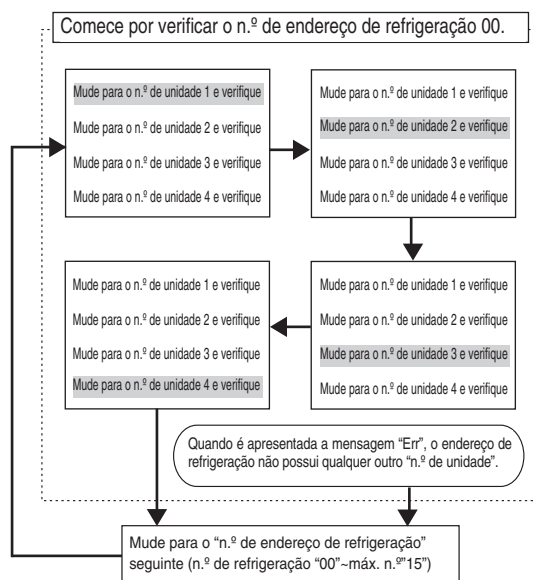 Comece por verificar o n.º de endereço de refrigeração 00.
Mude para o n.º de unidade 1 e verifique
Mude para o n.º de unidade 2 e verifique
Mude para o n.º de unidade 3 e verifique
Mude para o n.º de unidade 4 e verifique
Mude para o n.º de unidade 1 e verifique
Mude para o n.º de unidade 2 e verifique
Mude para o n.º de unidade 3 e verifique
Mude para o n.º de unidade 4 e verifique
Mude para o n.º de unidade 1 e verifique
Mude para o n.º de unidade 2 e verifique
Mude para o n.º de unidade 3 e verifique
Mude para o n.º de unidade 4 e verifique
Mude para o n.º de unidade 1 e verifique
Mude para o n.º de unidade 2 e verifique
Mude para o n.º de unidade 3 e verifique
Mude para o n.º de unidade 4 e verifique
Quando é apresentada a mensagem “Err”, o endereço de
refrigeração não possui qualquer outro “n.º de unidade”.
Mude para o “n.º de endereço de refrigeração”
seguinte (n.º de refrigeração “00”~máx. n.º”15”)